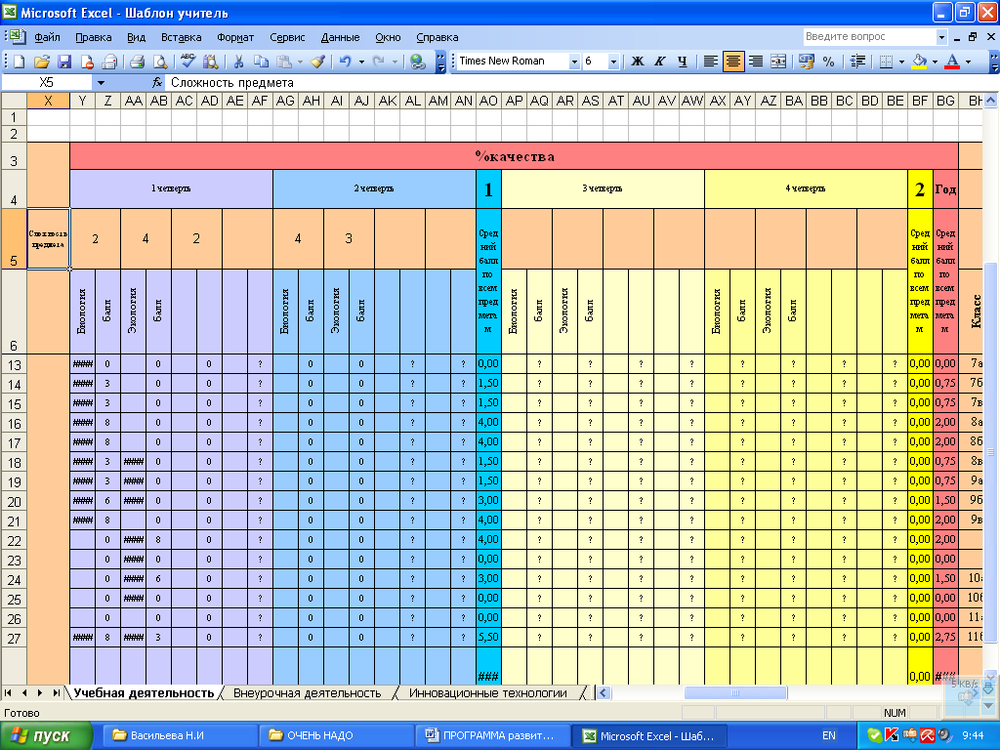 Microsoft Excel - Шаблон учитель
Файл Правка Вид Вставка Формат Сервис Данные Окно Справка Введите вопрос
Times New Roman 6 Ж К Ч %
X5 fx Сложность предмета
X Y Z AA AB AC AD AE AF AG AH AI AJ AK AL AM AN AO AP AQ AR AS AT AU AV AW AX AY AZ BA BB BC BD BE BF BG BH
1
2
3 %качества
4 1 четверть 2 четверть 1 3 четверть 4 четверть 2 Год
5 Сложность предмета 2 4 2 4 3
Средний балл по всем предметам Средний балл по всем предметам Средний балл по всем предметам
6 Биология балл Экология балл Биология балл Экология балл Биология балл Экология балл Биология балл Экология балл Класс
13 #### 0 0 0 ? 0 0 ? ? 0,00 ? ? ? ? ? ? ? 0,00 0,00 7а
14 #### 3 0 0 ? 0 0 ? ? 1,50 ? ? ? ? ? ? ? 0,00 0,75 7б
15 #### 3 0 0 ? 0 0 ? ? 1,50 ? ? ? ? ? ? ? 0,00 0,75 7в
16 #### 8 0 0 ? 0 0 ? ? 4,00 ? ? ? ? ? ? ? 0,00 2,00 8а
17 #### 8 0 0 ? 0 0 ? ? 4,00 ? ? ? ? ? ? ? 0,00 2,00 8б
18 #### 3 #### 0 0 ? 0 0 ? ? 1,50 ? ? ? ? ? ? ? 0,00 0,75 8в
19 #### 3 #### 0 0 ? 0 0 ? ? 1,50 ? ? ? ? ? ? ? 0,00 0,75 9а
20 #### 6 #### 0 0 ? 0 0 ? ? 3,00 ? ? ? ? ? ? ? 0,00 1,50 9б
21 #### 8 0 0 ? 0 0 ? ? 4,00 ? ? ? ? ? ? ? 0,00 2,00 9в
22 0 #### 8 0 ? 0 0 ? ? 4,00 ? ? ? ? ? ? ? 0,00 2,00
23 0 #### 0 0 ? 0 0 ? ? 0,00 ? ? ? ? ? ? ? 0,00 0,00
24 0 #### 6 0 ? 0 0 ? ? 3,00 ? ? ? ? ? ? ? 0,00 1,50
25 0 #### 0 0 ? 0 0 ? ? 0,00 ? ? ? ? ? ? ? 0,00 0,00
26 0 0 0 ? 0 0 ? ? 0,00 ? ? ? ? ? ? ? 0,00 0,00
27 #### 8 #### 3 0 ? 0 0 ? ? 5,50 ? ? ? ? ? ? ? 0,00 2,75
### 0,00 ###
5 KB/s
Учебная деятельность Внеурочная деятельность Инновационные технологии
Готово NUM
пуск Васильева Н.И ОЧЕНЬ НАДО ПРОГРАММА развит... Microsoft Excel - Шаб... EN 9:44